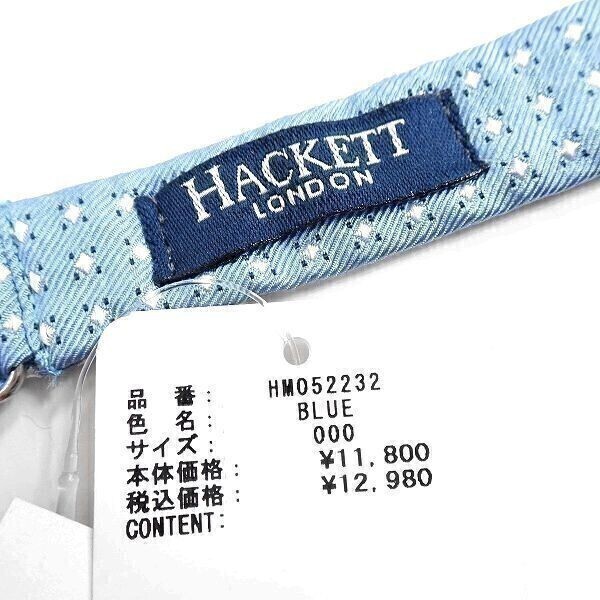 HACKETT
LONDON
品 番: HM052232
色 名: BLUE
サイズ: 000
本体価格: ¥11,800
税込価格: ¥12,980
CONTENT: